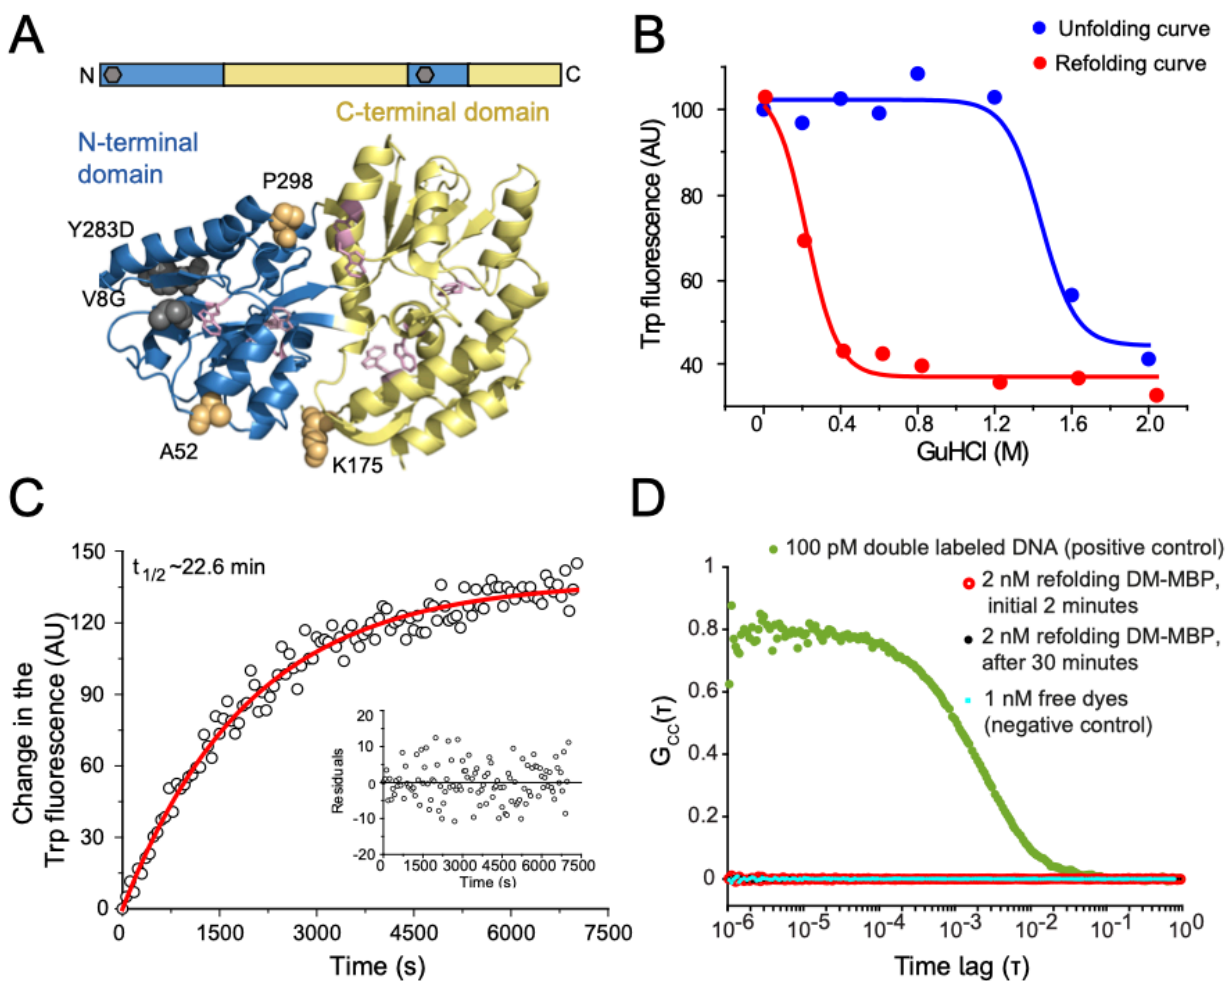 A
N
C
C-terminal domain
N-terminal
domain
P298
Y283D
V8G
A52
K175
B
Unfolding curve
Refolding curve
Trp fluorescence (AU)
100
80
60
40
0
0.4
0.8
1.2
1.6
2.0
GuHCl (M)
C
t1/2 ~22.6 min
Change in the
Trp fluorescence (AU)
150
120
90
60
30
0
0
1500
3000
4500
6000
7500
Time (s)
Residuals
20
10
0
-10
-20
0
1500
3000
4500
6000
7500
Time (s)
D
100 pM double labeled DNA (positive control)
2 nM refolding DM-MBP,
initial 2 minutes
2 nM refolding DM-MBP,
after 30 minutes
1 nM free dyes
(negative control)
GCC(τ)
1
0.8
0.6
0.4
0.2
0
10-6
10-5
10-4
10-3
10-2
10-1
100
Time lag (τ)